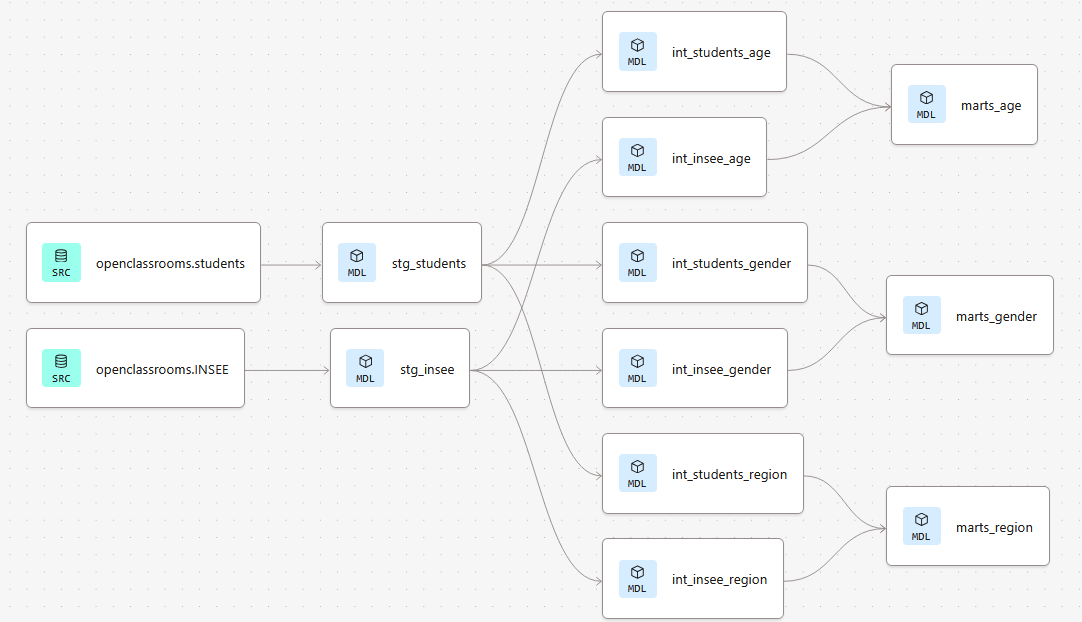 MDL
int_students_age
MDL
marts_age
MDL
int_insee_age
SRC
openclassrooms.students
MDL
stg_students
MDL
int_students_gender
MDL
marts_gender
SRC
openclassrooms.INSEE
MDL
stg_insee
MDL
int_insee_gender
MDL
int_students_region
MDL
marts_region
MDL
int_insee_region